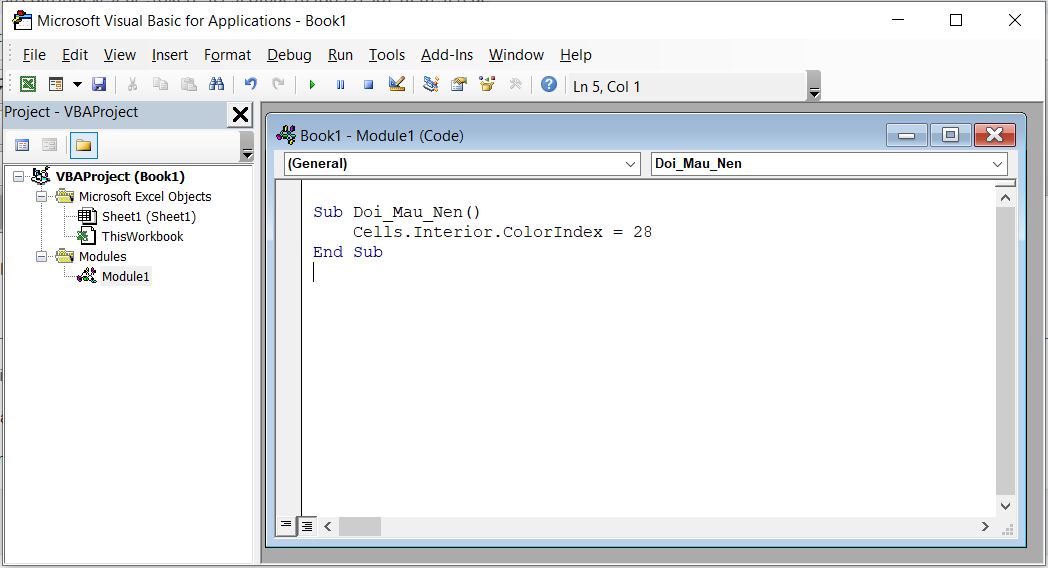 Microsoft Visual Basic for Applications - Book1
File Edit View Insert Format Debug Run Tools Add-Ins Window Help
Ln 5, Col 1
Project - VBAProject
VBAProject (Book1)
Microsoft Excel Objects
Sheet1 (Sheet1)
ThisWorkbook
Modules
Module1
Book1 - Module1 (Code)
(General) Doi_Mau_Nen
Sub Doi_Mau_Nen()
Cells.Interior.ColorIndex = 28
End Sub